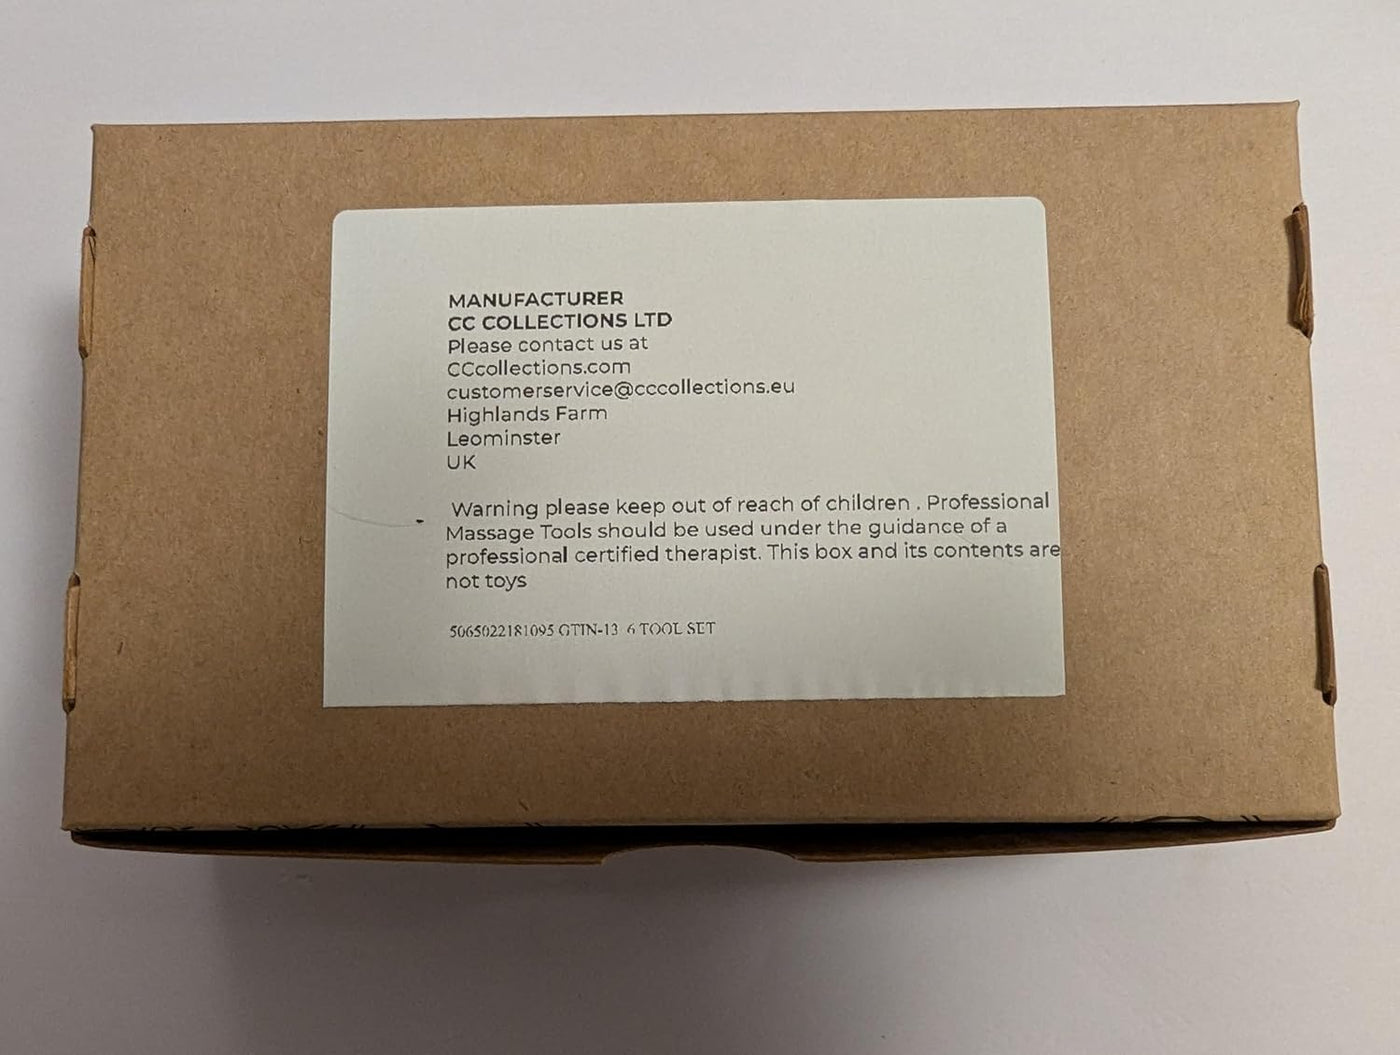 MANUFACTURER
CC COLLECTIONS LTD
Please contact us at
CCcollections.com
customerservice@cccollections.eu
Highlands Farm
Leominster
UK
Warning please keep out of reach of children . Professional
Massage Tools should be used under the guidance of a
professional certified therapist. This box and its contents are
not toys
5065022181095 GTIN-13 6 TOOL SET